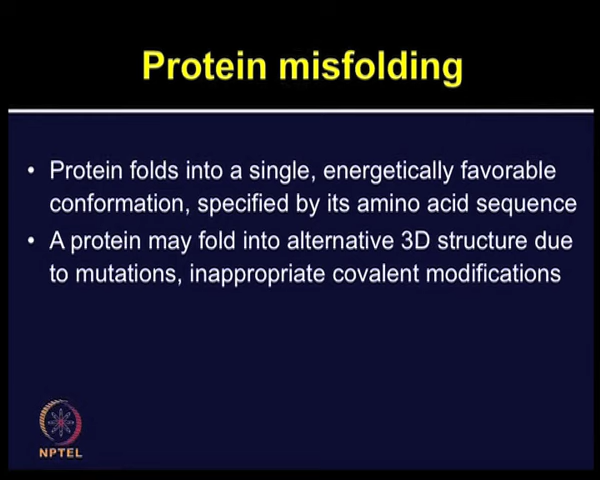 Protein misfolding
• Protein folds into a single, energetically favorable
conformation, specified by its amino acid sequence
• A protein may fold into alternative 3D structure due
to mutations, inappropriate covalent modifications
NPTEL